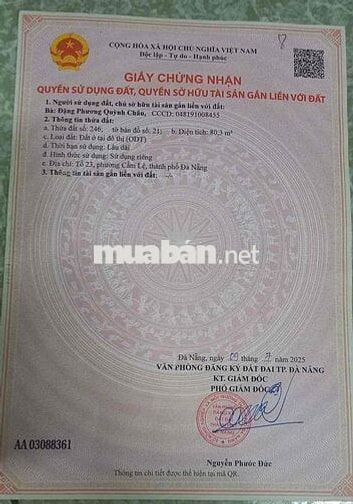 CỘNG HÒA XÃ HỘI CHỦ NGHĨA VIỆT NAM
Độc lập - Tự do - Hạnh phúc
GIẤY CHỨNG NHẬN
QUYỀN SỬ DỤNG ĐẤT, QUYỀN SỞ HỮU TÀI SẢN GẮN LIỀN VỚI ĐẤT
1. Người sử dụng đất, chủ sở hữu tài sản gắn liền với đất:
Bà: Đặng Phương Quỳnh Châu, CCCD: 048191008455
2. Thông tin thửa đất:
a. Thửa đất số: 246, tờ bản đồ số: 21; b. Diện tích: 80,3 m²
c. Loại đất: Đất ở tại đô thị (ODT)
d. Thời hạn sử dụng: Lâu dài
đ. Hình thức sử dụng: Sử dụng riêng
e. Địa chỉ: Tổ 23, phường Cẩm Lệ, thành phố Đà Nẵng
3. Thông tin tài sản gắn liền với đất: -/-
muaban.net
Đà Nẵng, ngày 09 tháng 7 năm 2025
VĂN PHÒNG ĐĂNG KÝ ĐẤT ĐAI TP. ĐÀ NẴNG
KT. GIÁM ĐỐC
PHÓ GIÁM ĐỐC
AA 03088361
Nguyễn Phước Đức
Thông tin chi tiết được thể hiện tại mã QR.